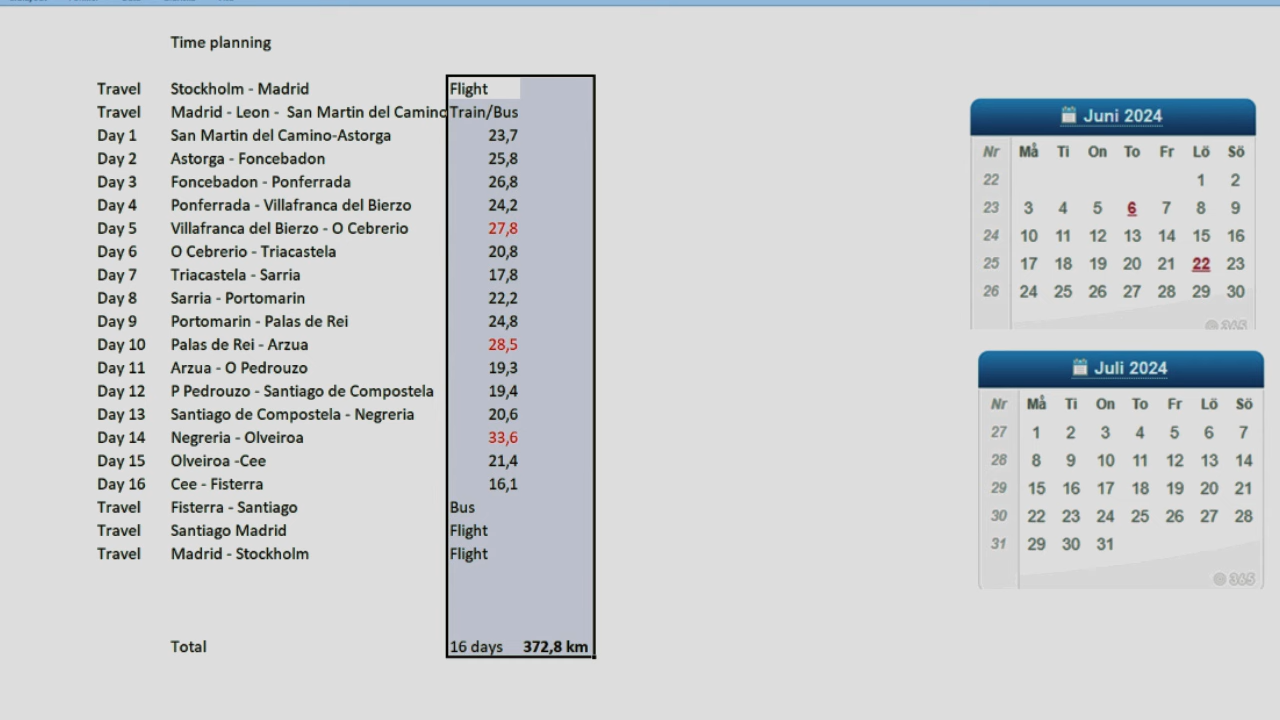 Time planning
Travel Stockholm - Madrid Flight
Travel Madrid - Leon - San Martin del Camino Train/Bus
Day 1 San Martin del Camino-Astorga 23,7
Day 2 Astorga - Foncebadon 25,8
Day 3 Foncebadon - Ponferrada 26,8
Day 4 Ponferrada - Villafranca del Bierzo 24,2
Day 5 Villafranca del Bierzo - O Cebrerio 27,8
Day 6 O Cebrerio - Triacastela 20,8
Day 7 Triacastela - Sarria 17,8
Day 8 Sarria - Portomarin 22,2
Day 9 Portomarin - Palas de Rei 24,8
Day 10 Palas de Rei - Arzua 28,5
Day 11 Arzua - O Pedrouzo 19,3
Day 12 P Pedrouzo - Santiago de Compostela 19,4
Day 13 Santiago de Compostela - Negreria 20,6
Day 14 Negreria - Olveiroa 33,6
Day 15 Olveiroa -Cee 21,4
Day 16 Cee - Fisterra 16,1
Travel Fisterra - Santiago Bus
Travel Santiago Madrid Flight
Travel Madrid - Stockholm Flight
Total 16 days 372,8 km
Juni 2024
Nr Må Ti On To Fr Lö Sö
22 1 2
23 3 4 5 6 7 8 9
24 10 11 12 13 14 15 16
25 17 18 19 20 21 22 23
26 24 25 26 27 28 29 30
365
Juli 2024
Nr Må Ti On To Fr Lö Sö
27 1 2 3 4 5 6 7
28 8 9 10 11 12 13 14
29 15 16 17 18 19 20 21
30 22 23 24 25 26 27 28
31 29 30 31
365